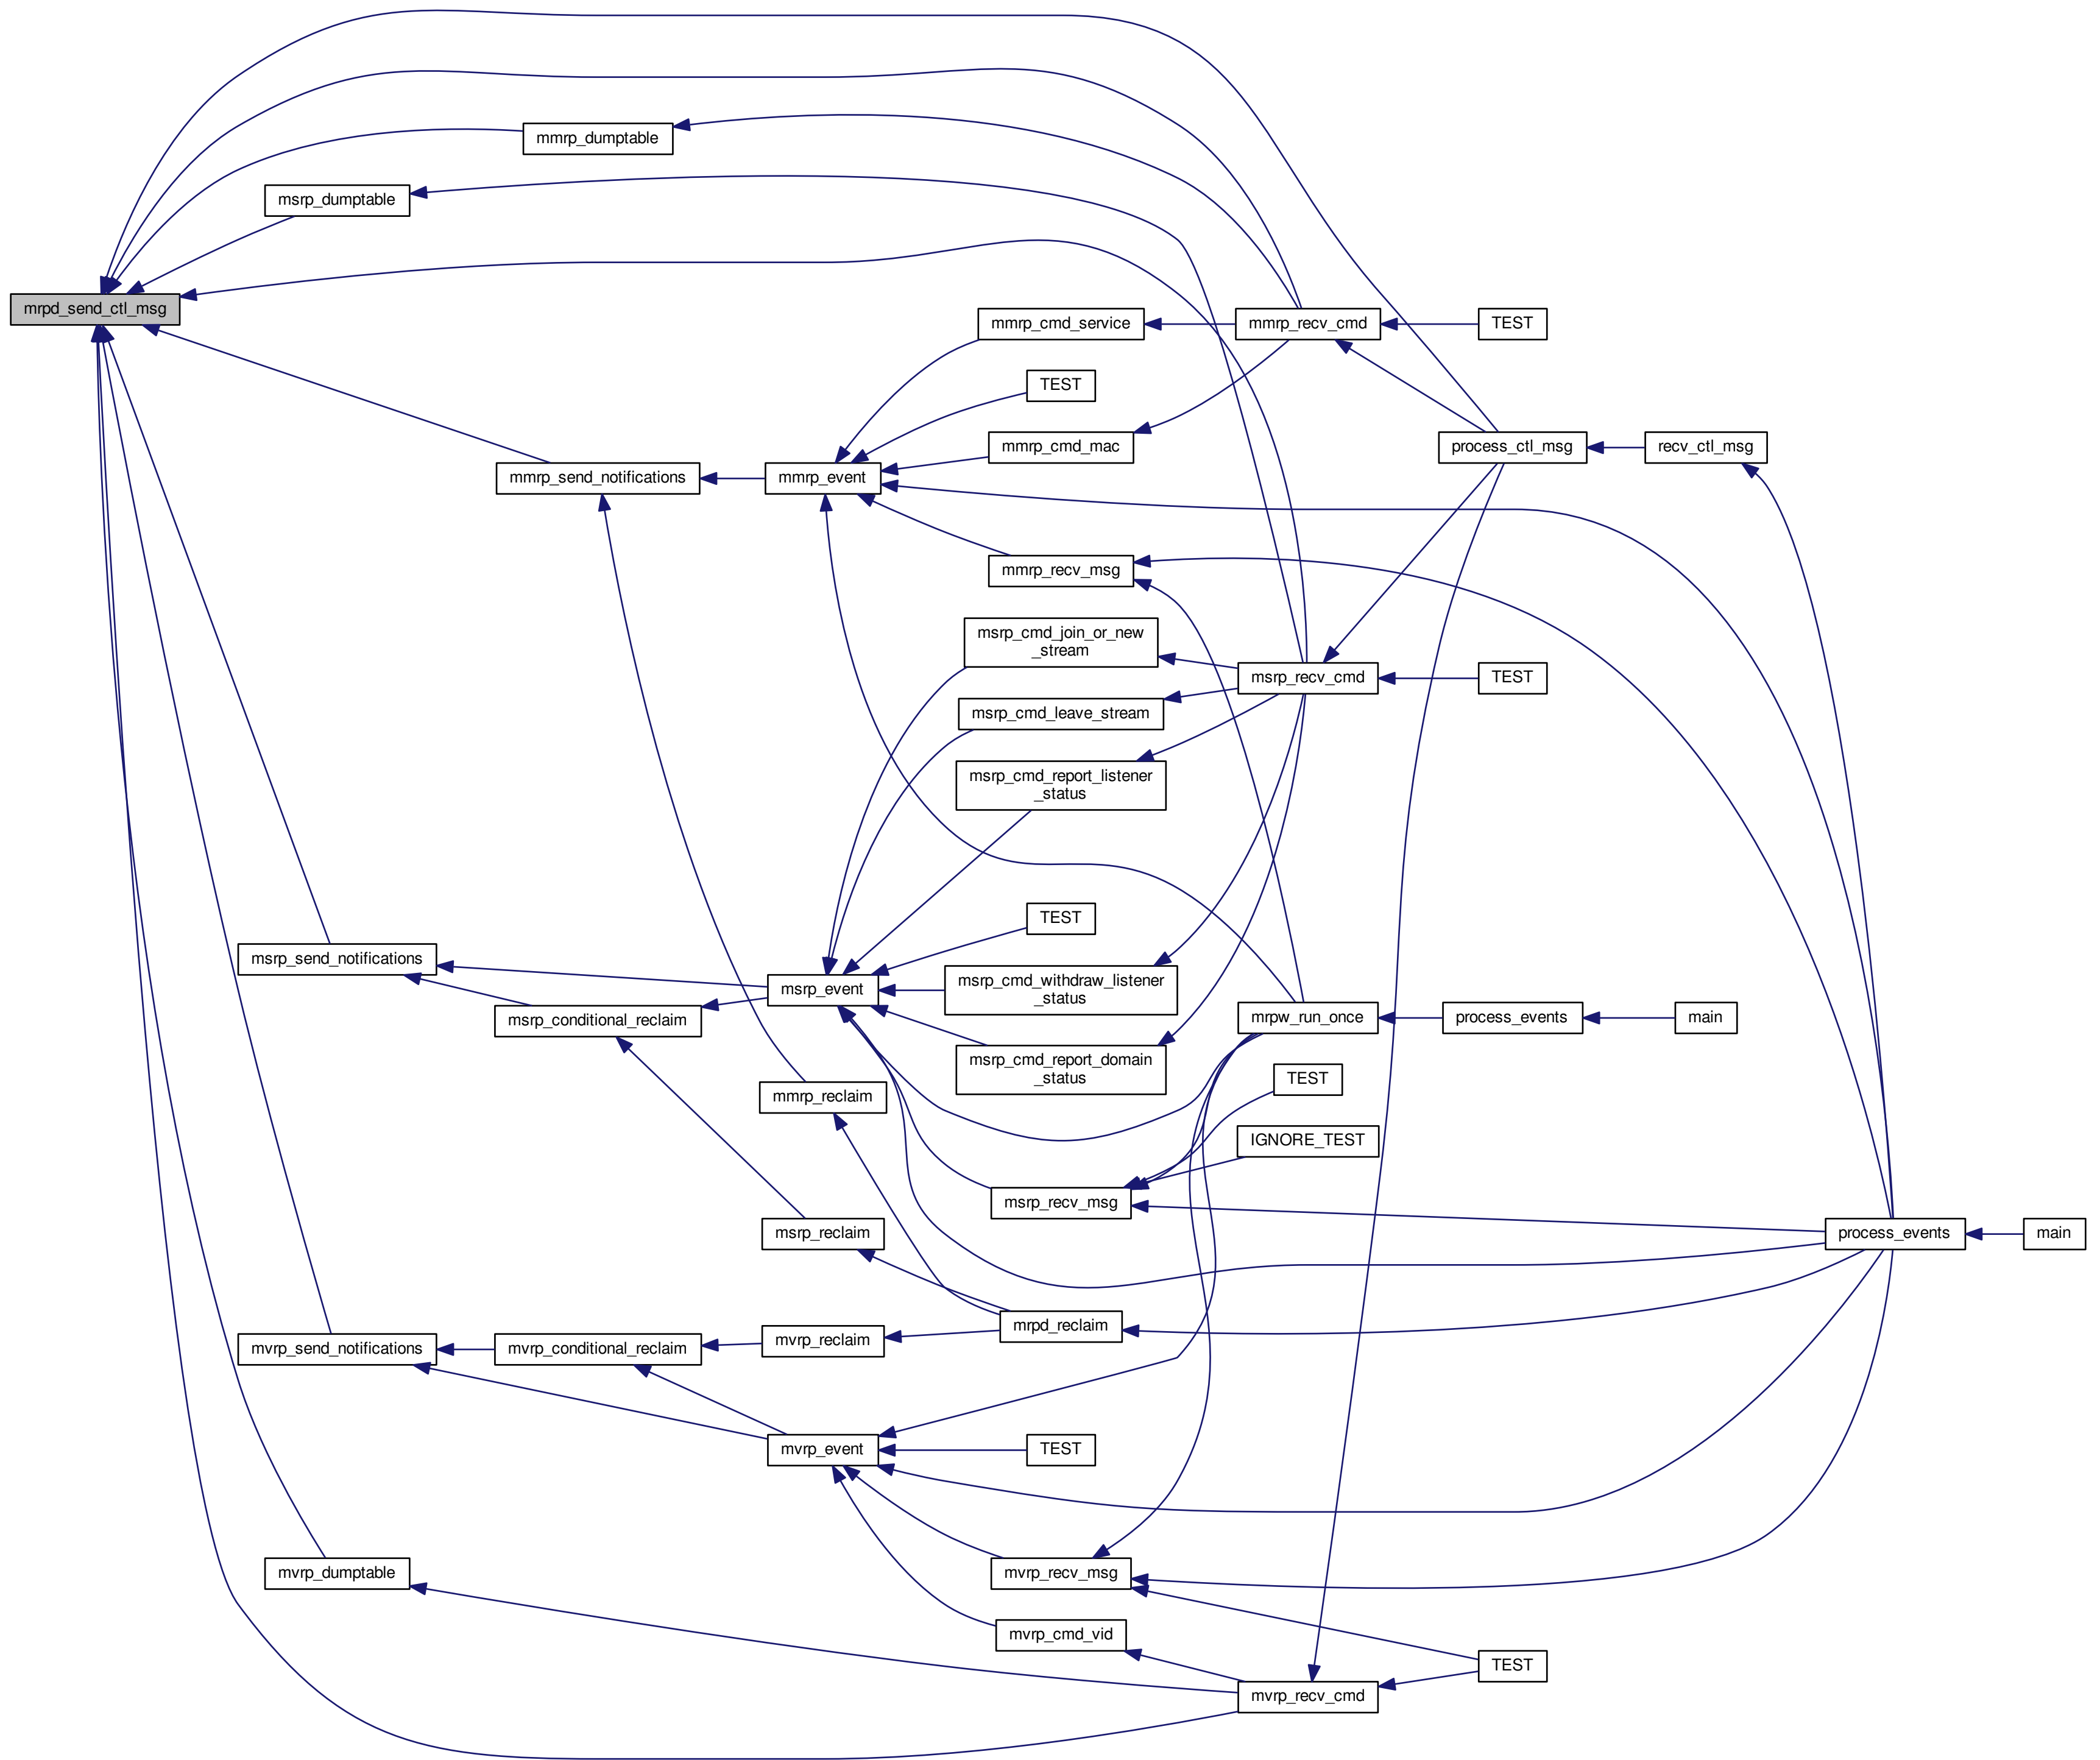 mmrp_dumptable
msrp_dumptable
mrpd_send_ctl_msg
mmrp_cmd_service
mmrp_recv_cmd
TEST
TEST
mmrp_cmd_mac
process_ctl_msg
recv_ctl_msg
mmrp_send_notifications
mmrp_event
mmrp_recv_msg
msrp_cmd_join_or_new
_stream
msrp_recv_cmd
TEST
msrp_cmd_leave_stream
msrp_cmd_report_listener
_status
TEST
msrp_send_notifications
msrp_event
msrp_cmd_withdraw_listener
_status
msrp_conditional_reclaim
mrpw_run_once
process_events
main
msrp_cmd_report_domain
_status
TEST
mmrp_reclaim
IGNORE_TEST
msrp_recv_msg
msrp_reclaim
process_events
main
mrpd_reclaim
mvrp_send_notifications
mvrp_conditional_reclaim
mvrp_reclaim
mvrp_event
TEST
mvrp_dumptable
mvrp_recv_msg
mvrp_cmd_vid
TEST
mvrp_recv_cmd